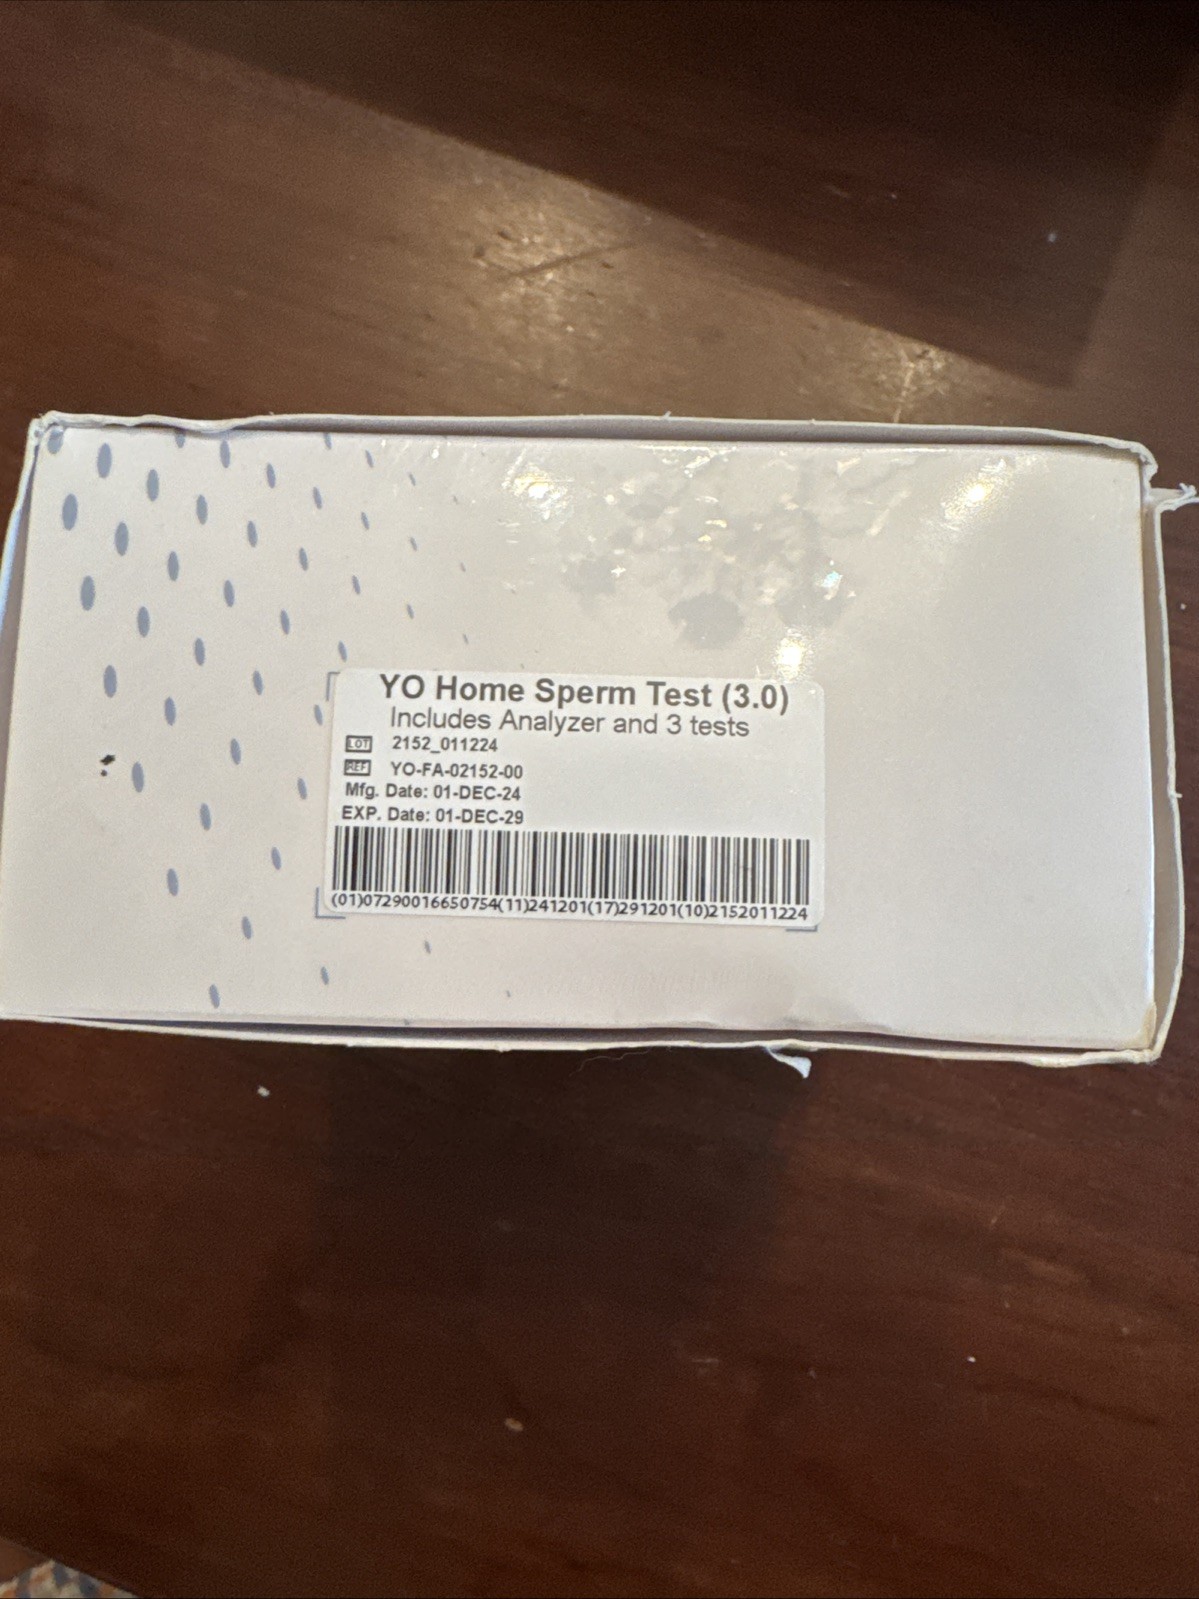 YO Home Sperm Test (3.0)
Includes Analyzer and 3 tests
LOT 2152_011224
REF YO-FA-02152-00
Mfg. Date: 01-DEC-24
EXP. Date: 01-DEC-29
(01)07290016650754(11)241201(17)291201(10)2152011224